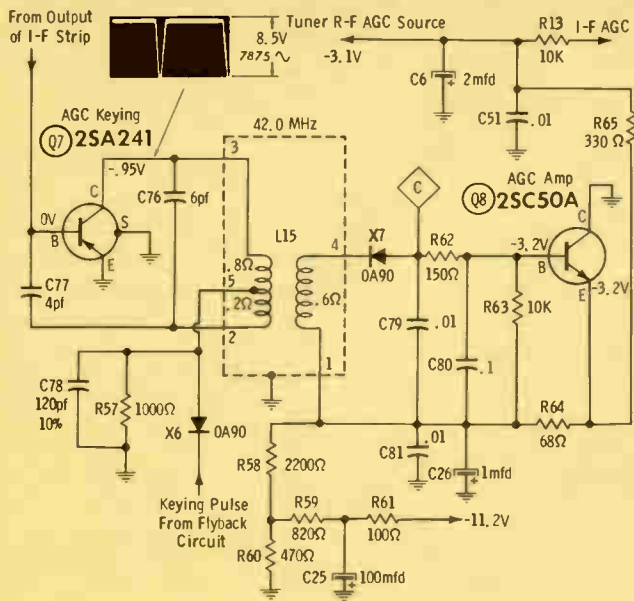 From Output
of I-F Strip
8.5V
7875 ∿
Tuner R-F AGC Source
-3.1V
R13
10K
I-F AGC
C6
2mfd
C51
.01
R65
330 Ω
AGC Keying
Q7 2SA241
42.0 MHz
3
-.95V
C
C76
6pf
0V
B
S
E
C77
4pf
L15
.8Ω
5
.2Ω
2
4
.6Ω
1
X7
0A90
C
R62
150Ω
AGC Amp
Q8 2SC50A
C
-3.2V
B
E
-3.2V
R63
10K
C79
.01
C80
.1
R64
68Ω
C78
120pf
10%
R57
1000Ω
X6
0A90
Keying Pulse
From Flyback
Circuit
R58
2200Ω
C81
.01
C26
1mfd
R59
820Ω
R61
100Ω
-11.2V
R60
470Ω
C25
100mfd